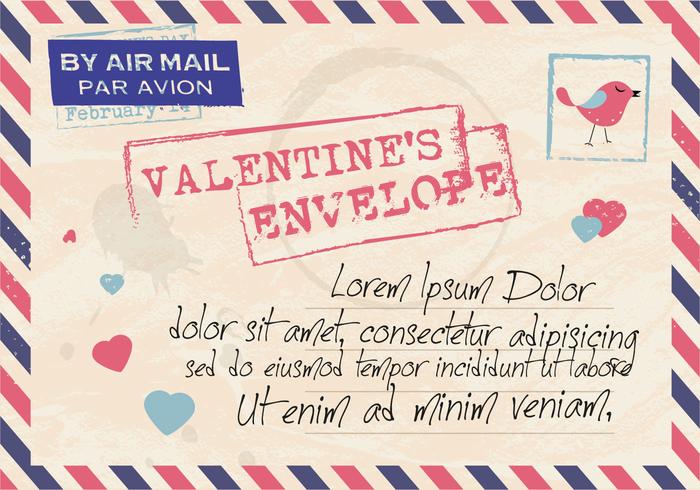 BY AIR MAIL
PAR AVION
February 14
VALENTINE'S
ENVELOPE
Lorem Ipsum Dolor
dolor sit amet, consectetur adipisicing
sed do eiusmod tempor incididunt ut labore
Ut enim ad minim veniam,